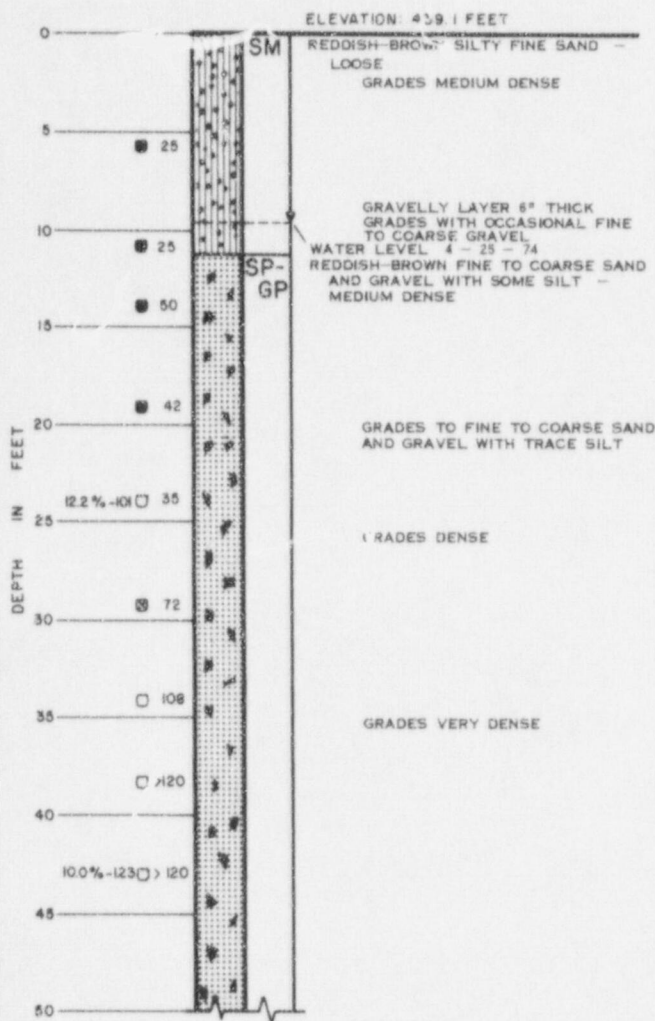 ELEVATION: 459.1 FEET
0
SM
REDDISH-BROWN SILTY FINE SAND -
LOOSE
GRADES MEDIUM DENSE
5
25
GRAVELLY LAYER 6" THICK
GRADES WITH OCCASIONAL FINE
TO COARSE GRAVEL
10
WATER LEVEL 4 - 25 - 74
25
SP-
GP
REDDISH-BROWN FINE TO COARSE SAND
AND GRAVEL WITH SOME SILT -
MEDIUM DENSE
50
15
42
20
GRADES TO FINE TO COARSE SAND
AND GRAVEL WITH TRACE SILT
12.2%-101 35
25
GRADES DENSE
72
30
108
35
GRADES VERY DENSE
>120
40
10.0%-123 >120
45
50
DEPTH IN FEET